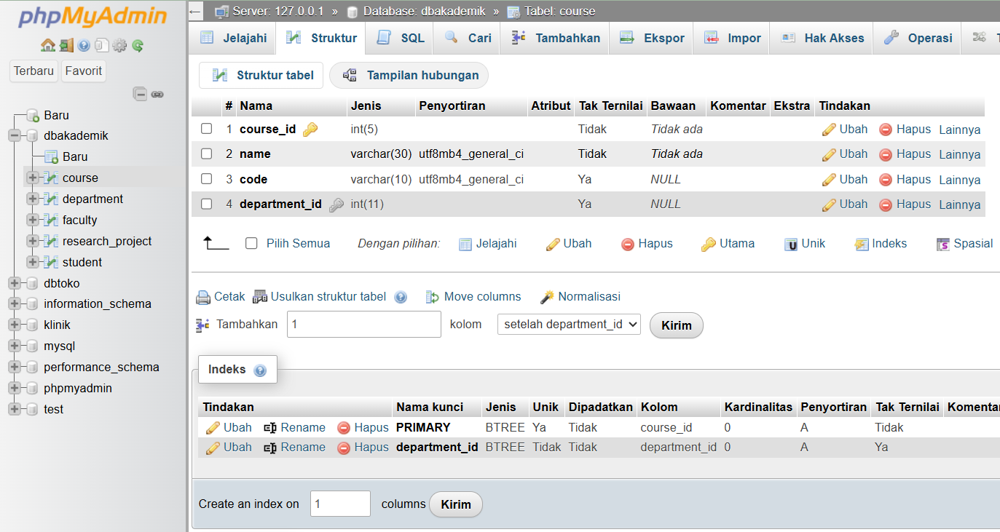 phpMyAdmin
Terbaru Favorit
Baru
dbakademik
Baru
course
department
faculty
research_project
student
dbtoko
information_schema
klinik
mysql
performance_schema
phpmyadmin
test
← Server: 127.0.0.1 » Database: dbakademik » Tabel: course
Jelajahi Struktur SQL Cari Tambahkan Ekspor Impor Hak Akses Operasi T
Struktur tabel Tampilan hubungan
# Nama Jenis Penyortiran Atribut Tak Ternilai Bawaan Komentar Ekstra Tindakan
1 course_id int(5) Tidak Tidak ada Ubah Hapus Lainnya
2 name varchar(30) utf8mb4_general_ci Tidak Tidak ada Ubah Hapus Lainnya
3 code varchar(10) utf8mb4_general_ci Ya NULL Ubah Hapus Lainnya
4 department_id int(11) Ya NULL Ubah Hapus Lainnya
Pilih Semua Dengan pilihan: Jelajahi Ubah Hapus Utama Unik Indeks Spasial
Cetak Usulkan struktur tabel Move columns Normalisasi
Tambahkan 1 kolom setelah department_id Kirim
Indeks
Tindakan Nama kunci Jenis Unik Dipadatkan Kolom Kardinalitas Penyortiran Tak Ternilai Komenta
Ubah Rename Hapus PRIMARY BTREE Ya Tidak course_id 0 A Tidak
Ubah Rename Hapus department_id BTREE Tidak Tidak department_id 0 A Ya
Create an index on 1 columns Kirim